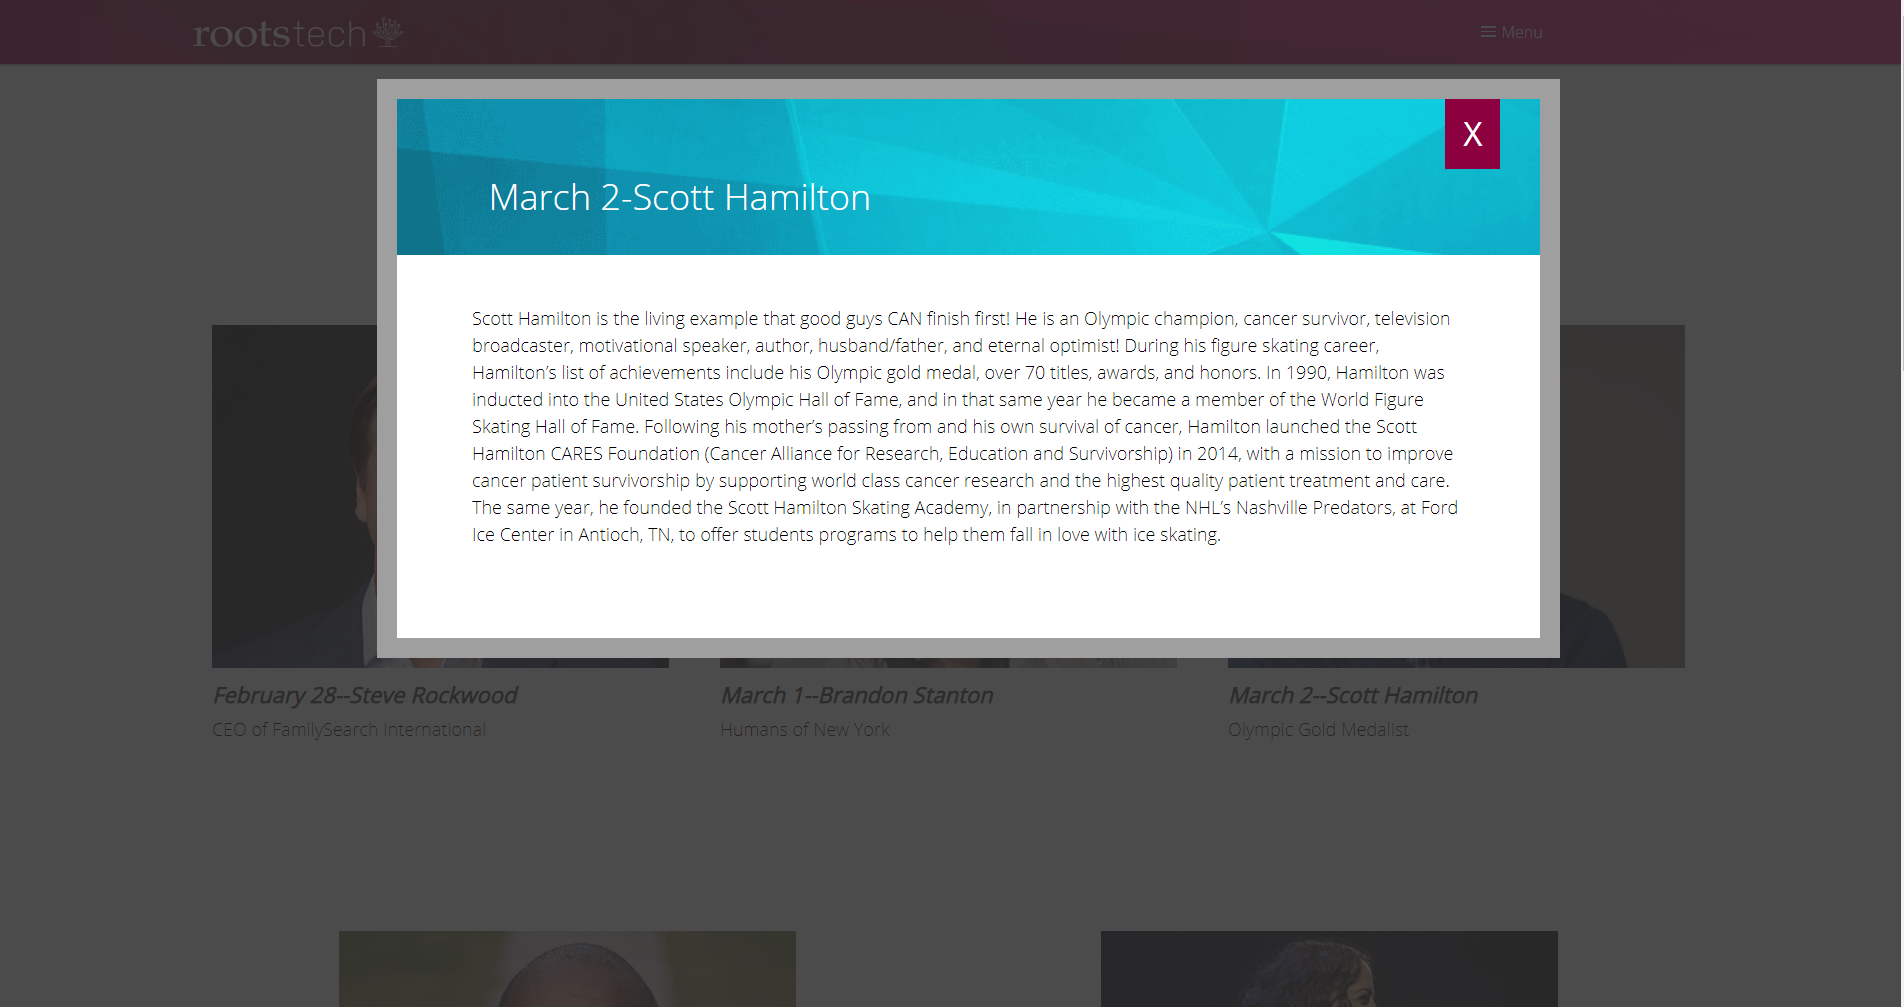 rootstech
Menu
X
March 2-Scott Hamilton
Scott Hamilton is the living example that good guys CAN finish first! He is an Olympic champion, cancer survivor, television
broadcaster, motivational speaker, author, husband/father, and eternal optimist! During his figure skating career,
Hamilton’s list of achievements include his Olympic gold medal, over 70 titles, awards, and honors. In 1990, Hamilton was
inducted into the United States Olympic Hall of Fame, and in that same year he became a member of the World Figure
Skating Hall of Fame. Following his mother’s passing from and his own survival of cancer, Hamilton launched the Scott
Hamilton CARES Foundation (Cancer Alliance for Research, Education and Survivorship) in 2014, with a mission to improve
cancer patient survivorship by supporting world class cancer research and the highest quality patient treatment and care.
The same year, he founded the Scott Hamilton Skating Academy, in partnership with the NHL’s Nashville Predators, at Ford
Ice Center in Antioch, TN, to offer students programs to help them fall in love with ice skating.
February 28--Steve Rockwood
CEO of FamilySearch International
March 1--Brandon Stanton
Humans of New York
March 2--Scott Hamilton
Olympic Gold Medalist